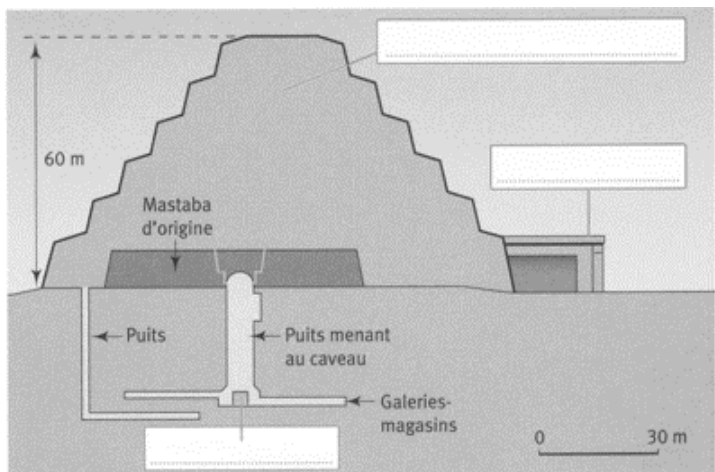 60 m
Mastaba
d'origine
Puits
Puits menant
au caveau
Galeries-
magasins
0 30 m